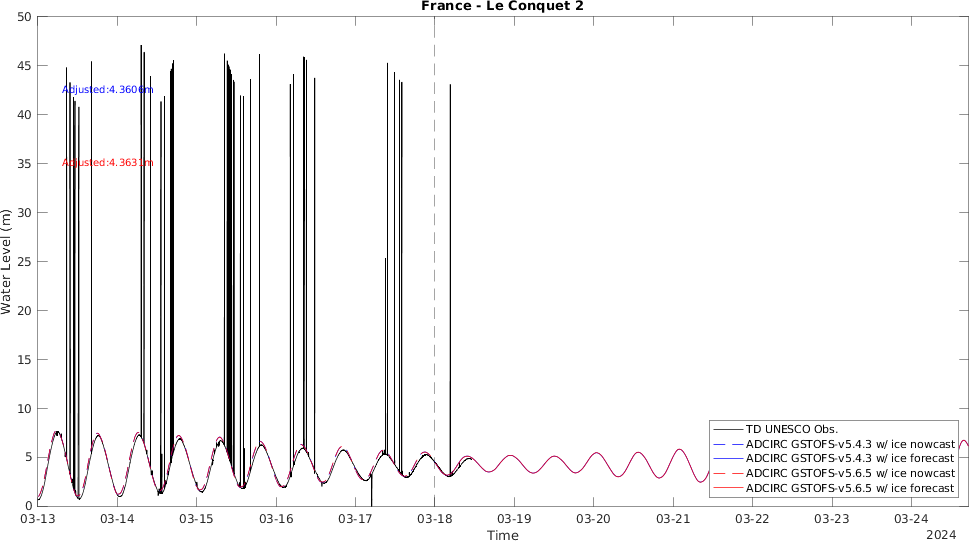 France - Le Conquet 2
50
45
40
35
30
25
20
15
10
5
0
Water Level (m)
Adjusted:4.3606m
Adjusted:4.3631m
TD UNESCO Obs.
ADCIRC GSTOFS-v5.4.3 w/ ice nowcast
ADCIRC GSTOFS-v5.4.3 w/ ice forecast
ADCIRC GSTOFS-v5.6.5 w/ ice nowcast
ADCIRC GSTOFS-v5.6.5 w/ ice forecast
03-13 03-14 03-15 03-16 03-17 03-18 03-19 03-20 03-21 03-22 03-23 03-24
Time
2024